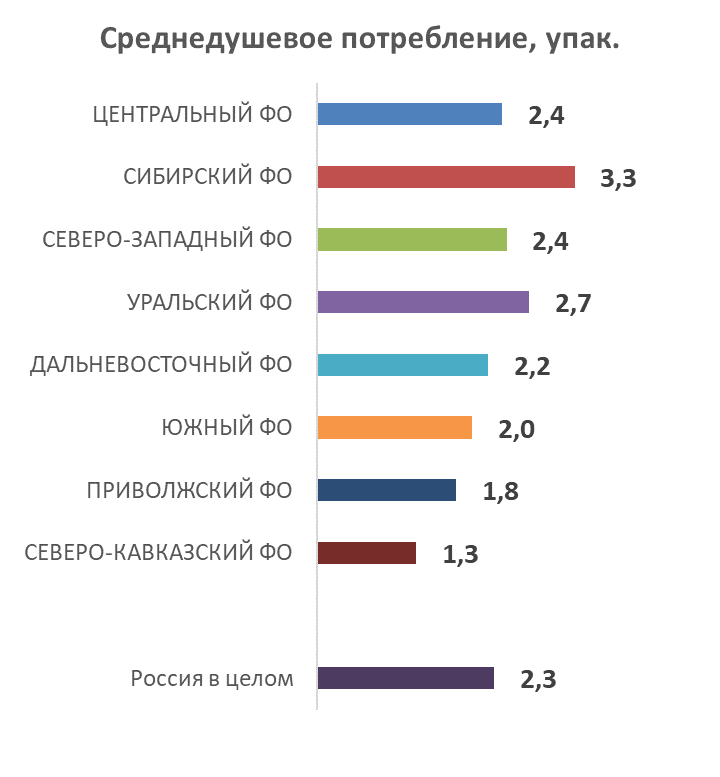 Среднедушевое потребление, упак.
ЦЕНТРАЛЬНЫЙ ФО 2,4
СИБИРСКИЙ ФО 3,3
СЕВЕРО-ЗАПАДНЫЙ ФО 2,4
УРАЛЬСКИЙ ФО 2,7
ДАЛЬНЕВОСТОЧНЫЙ ФО 2,2
ЮЖНЫЙ ФО 2,0
ПРИВОЛЖСКИЙ ФО 1,8
СЕВЕРО-КАВКАЗСКИЙ ФО 1,3
Россия в целом 2,3